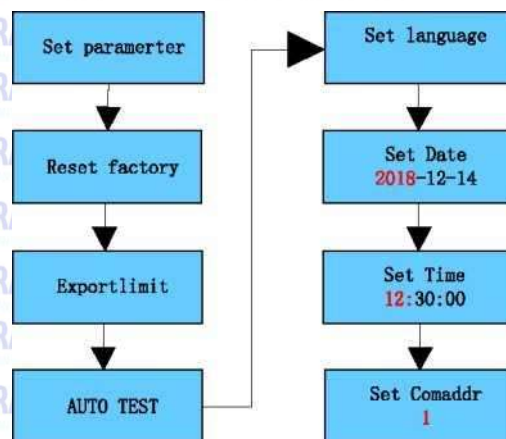 Set paramerter
Reset factory
Exportlimit
AUTO TEST
Set language
Set Date
2018-12-14
Set Time
12:30:00
Set Comaddr
1